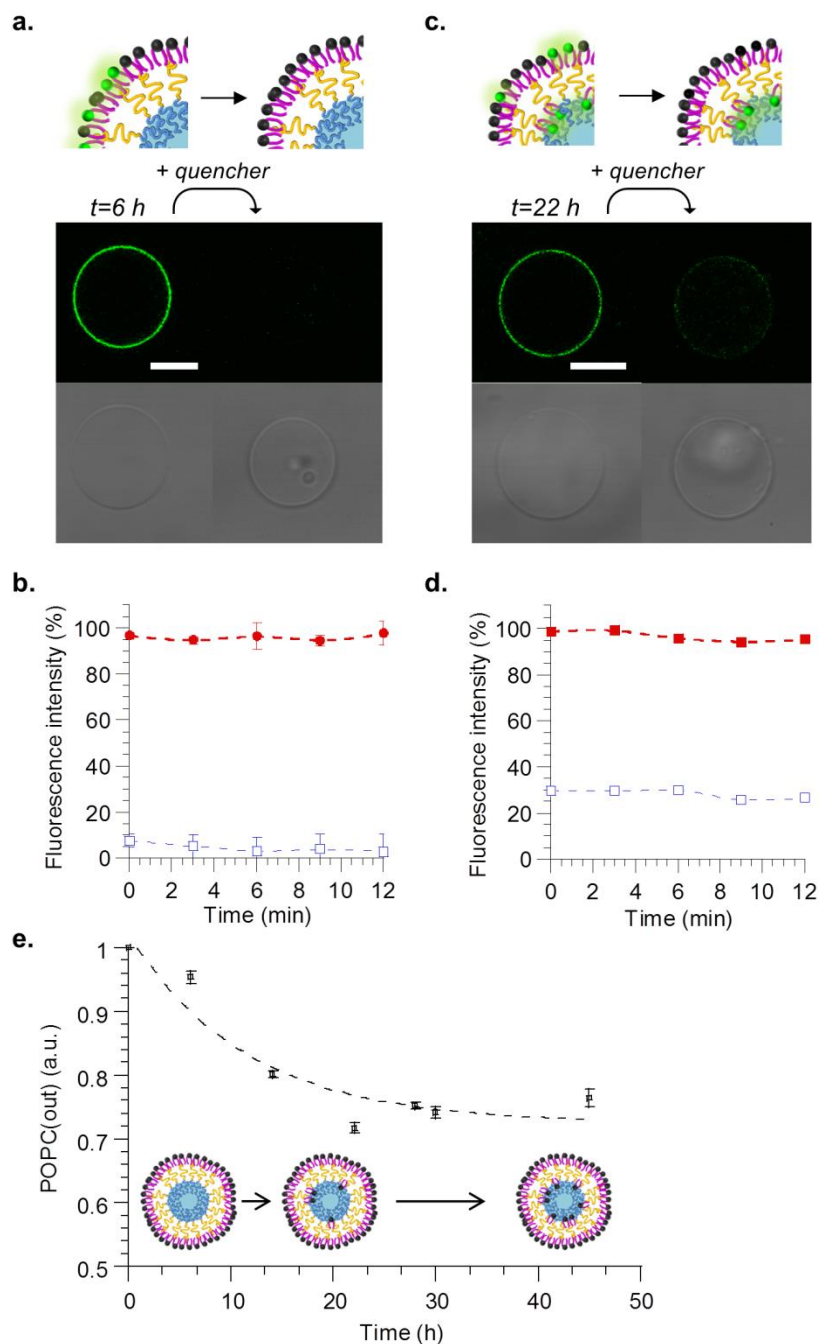 a.
+ quencher
t=6 h
c.
+ quencher
t=22 h
b.
Fluorescence intensity (%)
100
80
60
40
20
0
0 2 4 6 8 10 12
Time (min)
d.
Fluorescence intensity (%)
100
80
60
40
20
0
0 2 4 6 8 10 12
Time (min)
e.
POPC(out) (a.u.)
1
0.9
0.8
0.7
0.6
0.5
0 10 20 30 40 50
Time (h)